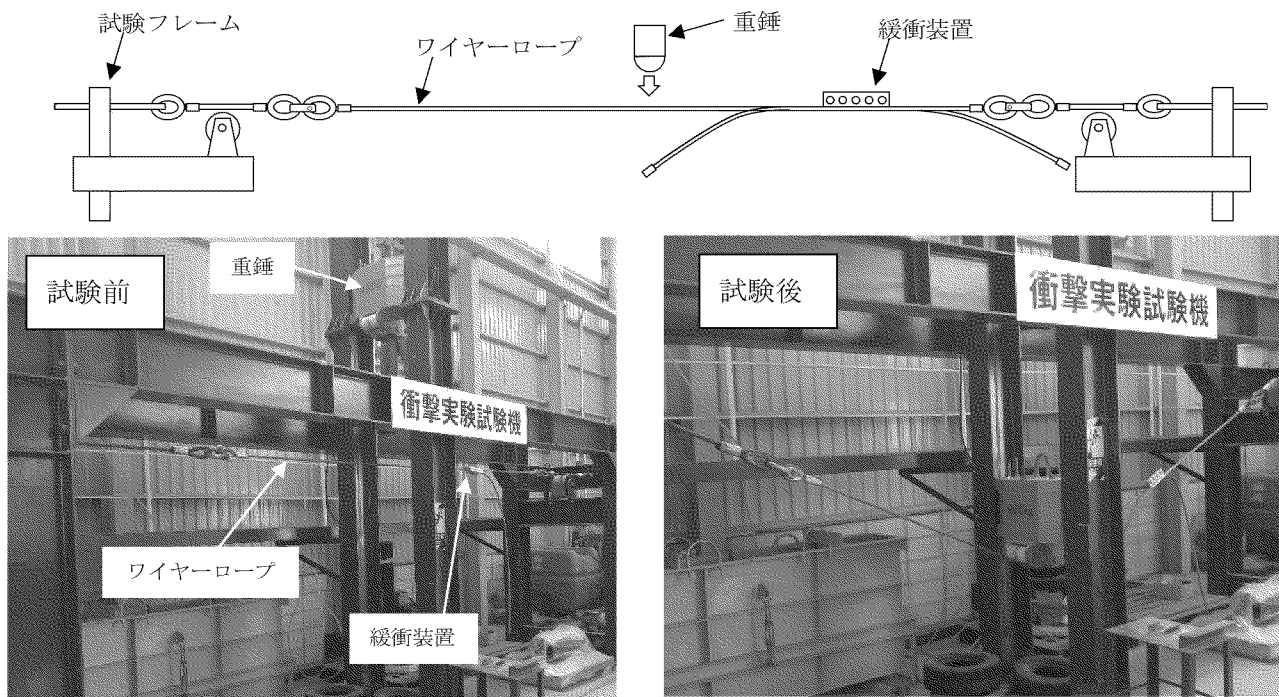 試験フレーム
ワイヤーロープ
重錘
緩衝装置
試験前
重錘
衝撃実験試験機
ワイヤーロープ
緩衝装置
試験後
衝撃実験試験機